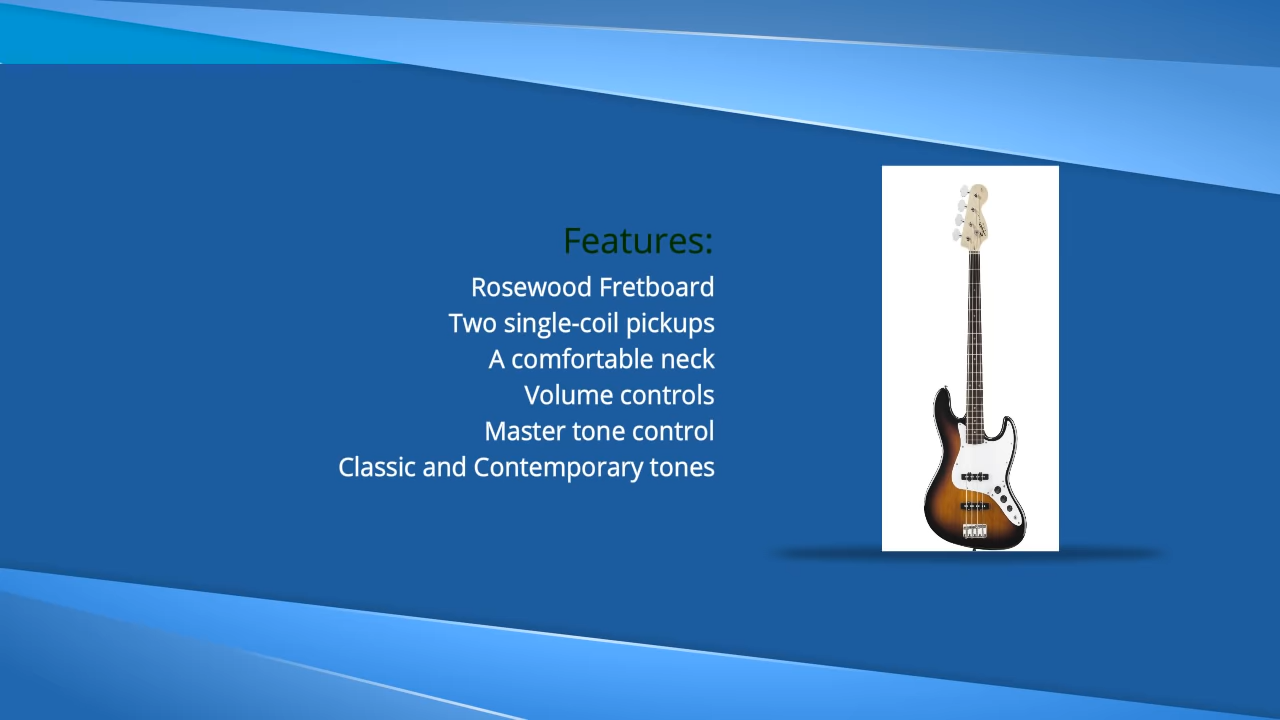 Features:
Rosewood Fretboard
Two single-coil pickups
A comfortable neck
Volume controls
Master tone control
Classic and Contemporary tones